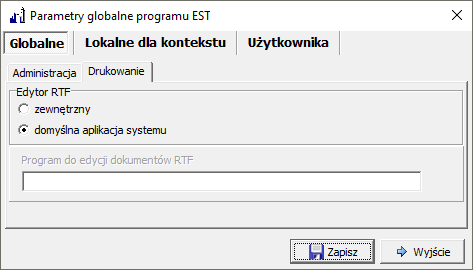 Parametry globalne programu EST
Globalne Lokalne dla kontekstu Użytkownika
Administracja Drukowanie
Edytor RTF
zewnętrzny
domyślna aplikacja systemu
Program do edycji dokumentów RTF
Zapisz Wyjście